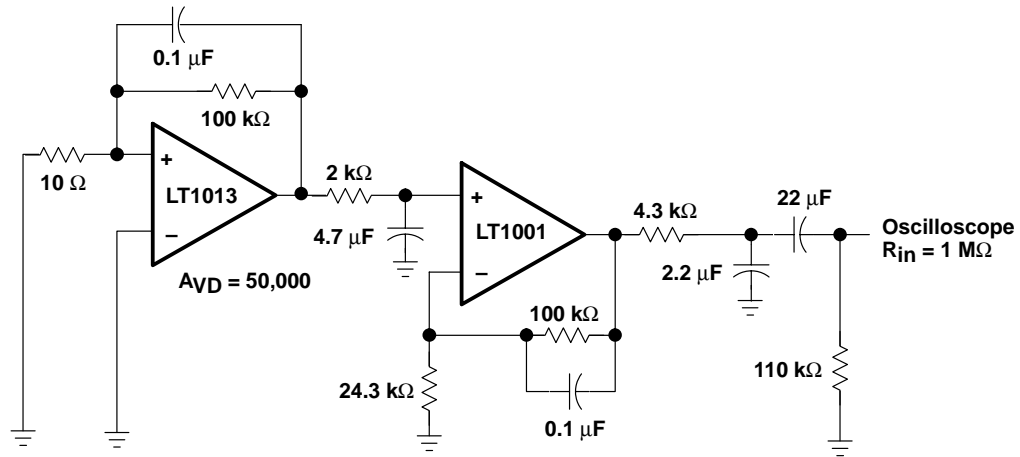 0.1 μF
100 kΩ
+
10 Ω
LT1013
−
AVD = 50,000
2 kΩ
4.7 μF
+
LT1001
−
4.3 kΩ
22 μF
2.2 μF
Oscilloscope
Rin = 1 MΩ
100 kΩ
24.3 kΩ
0.1 μF
110 kΩ